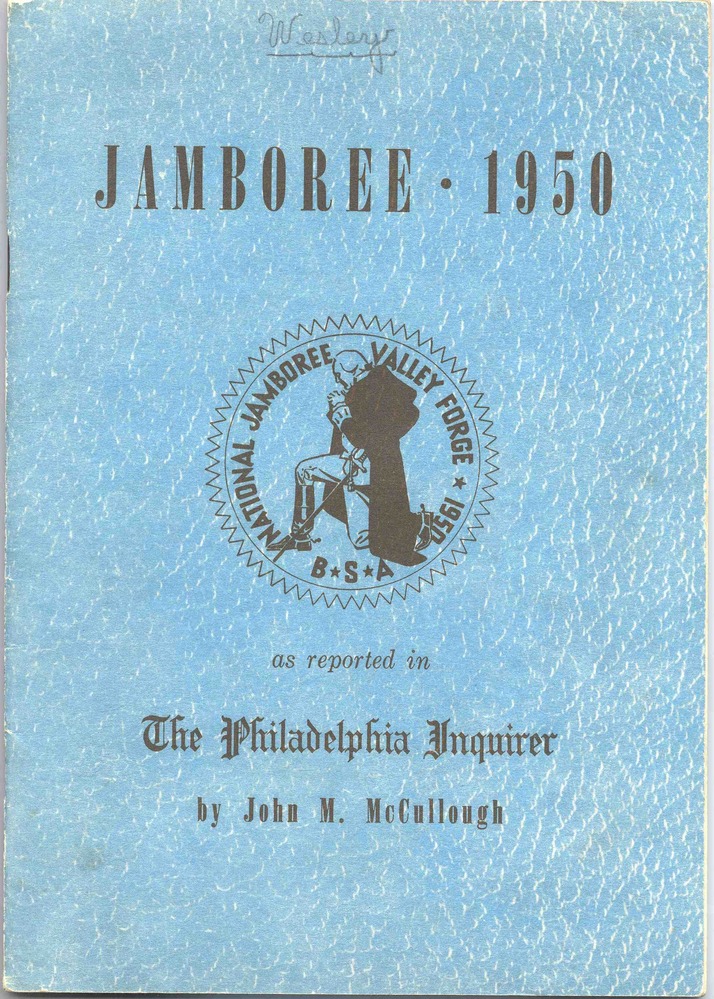 Wesley
JAMBOREE · 1950
NATIONAL JAMBOREE VALLEY FORGE ★ 1950
B★S★A
as reported in
The Philadelphia Inquirer
by John M. McCullough